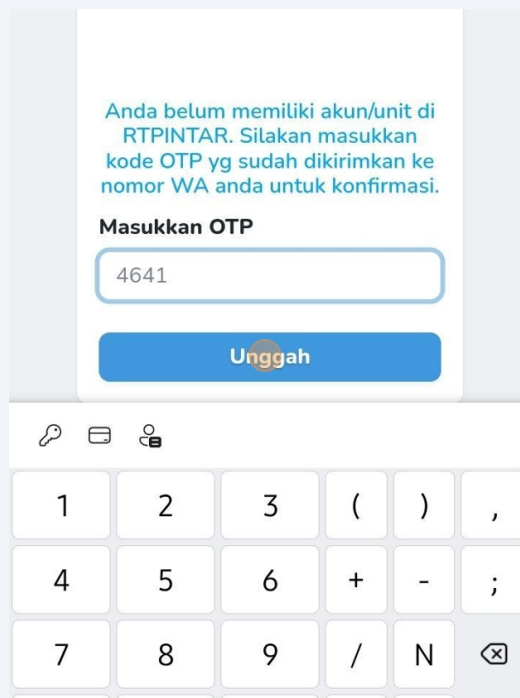 Anda belum memiliki akun/unit di
RTPINTAR. Silakan masukkan
kode OTP yg sudah dikirimkan ke
nomor WA anda untuk konfirmasi.
Masukkan OTP
4641
Unggah
1 2 3 ( ) ,
4 5 6 + - ;
7 8 9 / N